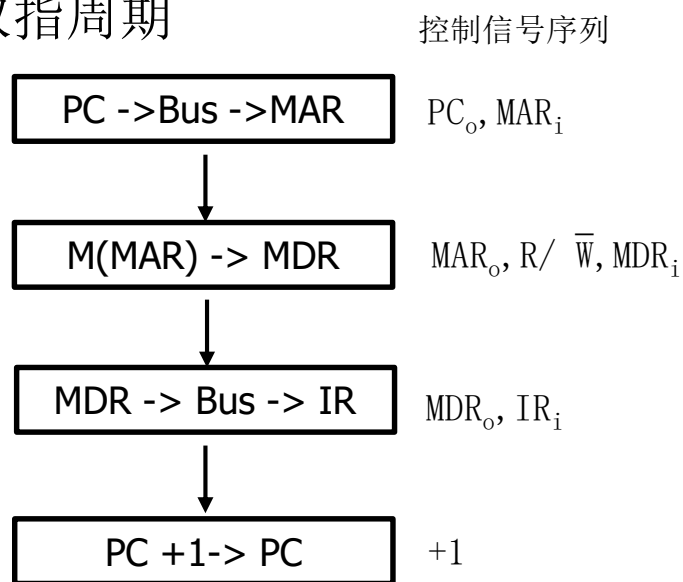 指周期
控制信号序列
PC ->Bus ->MAR
PCₒ, MARᵢ
M(MAR) -> MDR
MARₒ, R/ W̅, MDRᵢ
MDR -> Bus -> IR
MDRₒ, IRᵢ
PC +1-> PC
+1